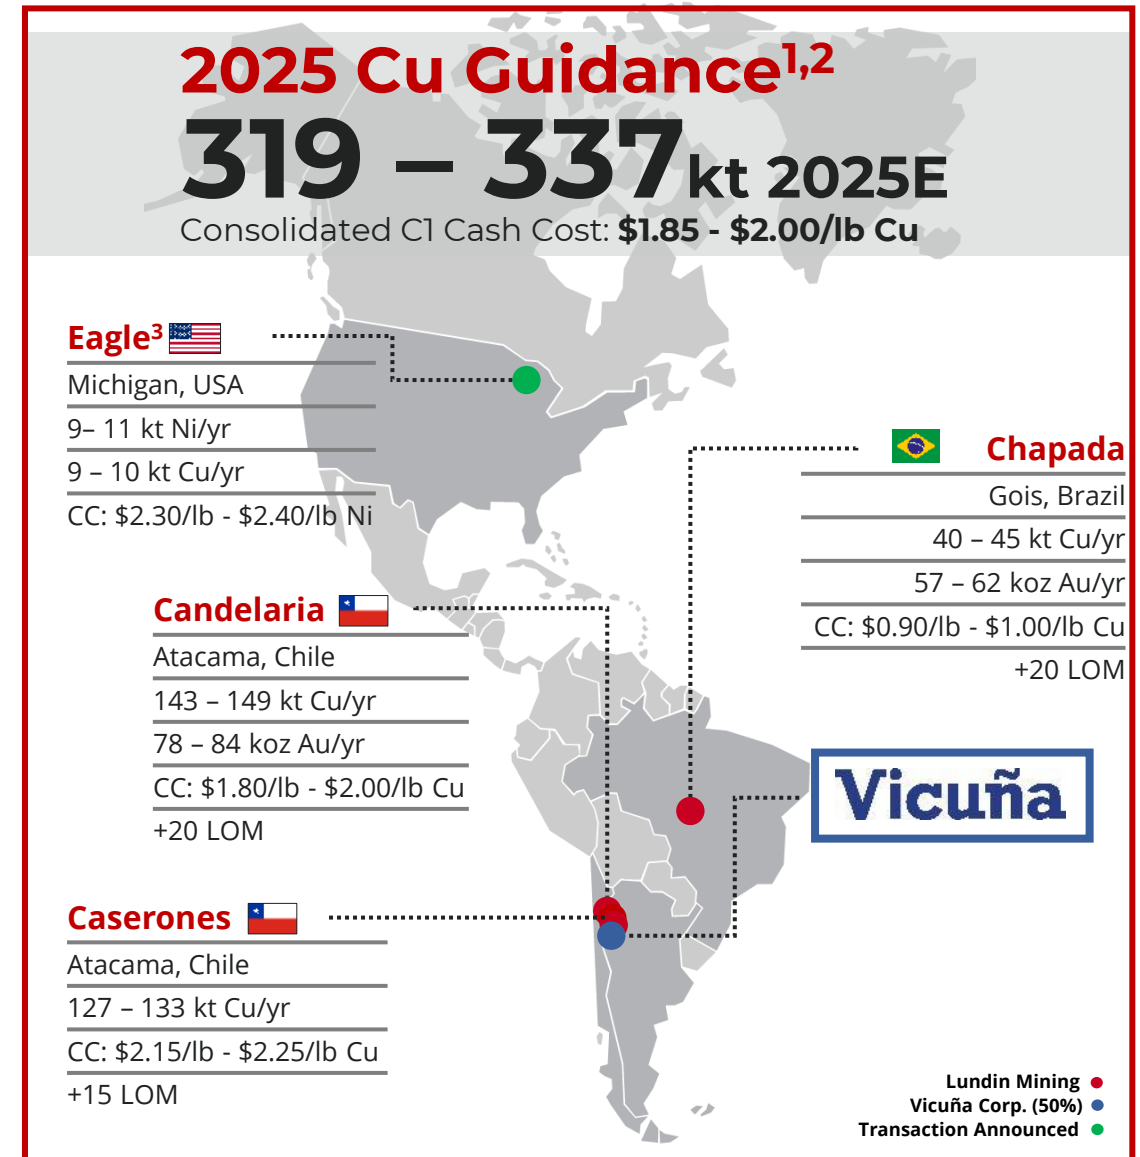 2025 Cu Guidance1,2
319 – 337kt 2025E
Consolidated C1 Cash Cost: $1.85 - $2.00/lb Cu
Eagle3
Michigan, USA
9– 11 kt Ni/yr
9 – 10 kt Cu/yr
CC: $2.30/lb - $2.40/lb Ni
Chapada
Gois, Brazil
40 – 45 kt Cu/yr
57 – 62 koz Au/yr
CC: $0.90/lb - $1.00/lb Cu
+20 LOM
Candelaria
Atacama, Chile
143 – 149 kt Cu/yr
78 – 84 koz Au/yr
CC: $1.80/lb - $2.00/lb Cu
+20 LOM
Vicuña
Caserones
Atacama, Chile
127 – 133 kt Cu/yr
CC: $2.15/lb - $2.25/lb Cu
+15 LOM
Lundin Mining
Vicuña Corp. (50%)
Transaction Announced